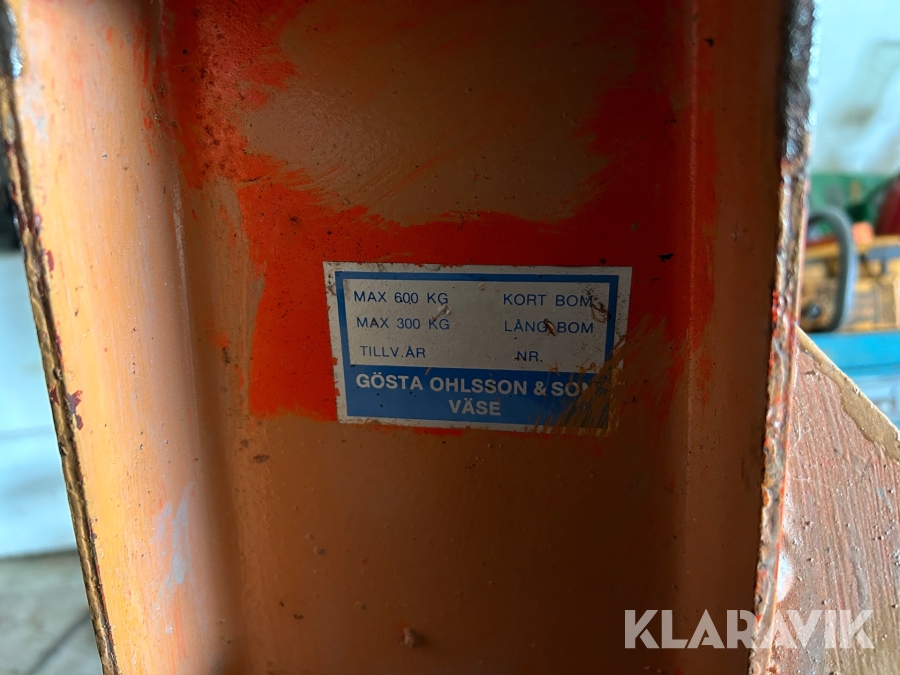 MAX 600 KG KORT BOM
MAX 300 KG LÅNG BOM
TILLV.ÅR NR.
GÖSTA OHLSSON & SON
VÄSE
KLARAVIK